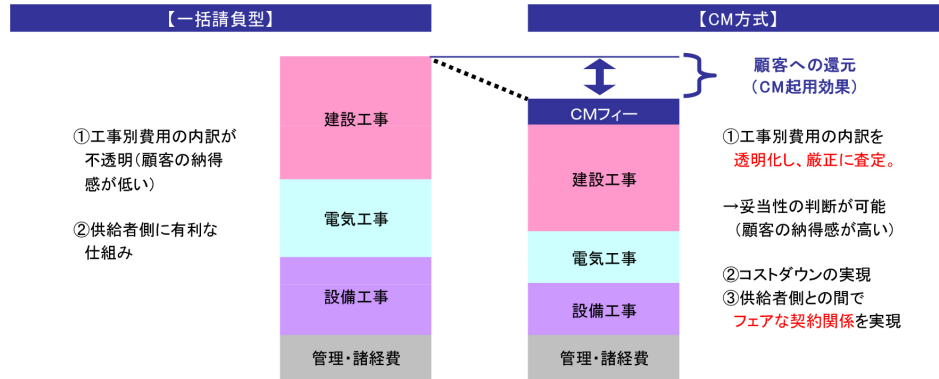 【一括請負型】
【CM方式】
顧客への還元
(CM起用効果)
建設工事
電気工事
設備工事
管理・諸経費
①工事別費用の内訳が
不透明(顧客の納得
感が低い)
②供給者側に有利な
仕組み
CMフィー
建設工事
電気工事
設備工事
管理・諸経費
①工事別費用の内訳を
透明化し、厳正に査定。
→妥当性の判断が可能
(顧客の納得感が高い)
②コストダウンの実現
③供給者側との間で
フェアな契約関係を実現